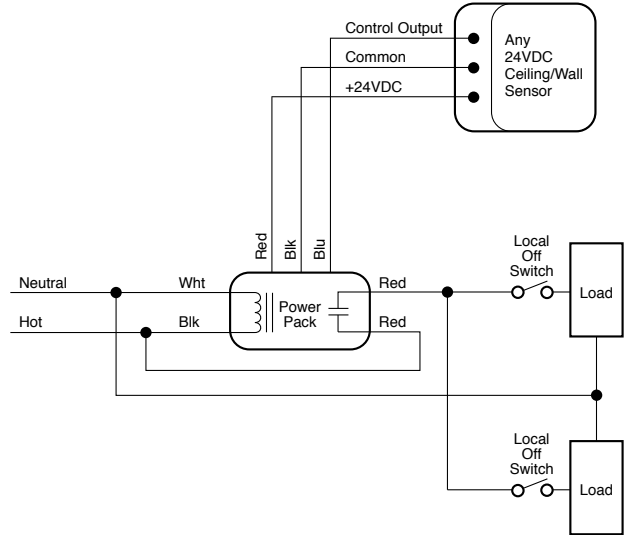 Control Output
Common
+24VDC
Any
24VDC
Ceiling/Wall
Sensor
Red
Blk
Blu
Neutral
Wht
Hot
Blk
Power
Pack
Red
Red
Local
Off
Switch
Load
Local
Off
Switch
Load